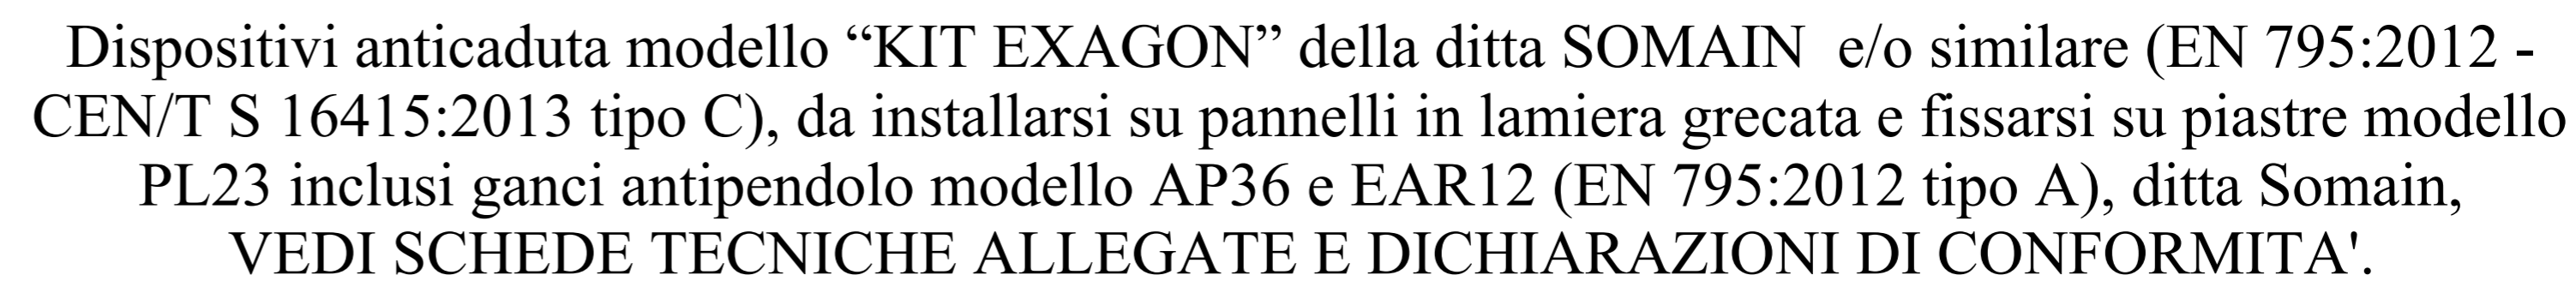 Dispositivi anticaduta modello “KIT EXAGON” della ditta SOMAIN  e/o similare (EN 795:2012 -
CEN/T S 16415:2013 tipo C), da installarsi su pannelli in lamiera grecata e fissarsi su piastre modello
PL23 inclusi ganci antipendolo modello AP36 e EAR12 (EN 795:2012 tipo A), ditta Somain,
VEDI SCHEDE TECNICHE ALLEGATE E DICHIARAZIONI DI CONFORMITA'.